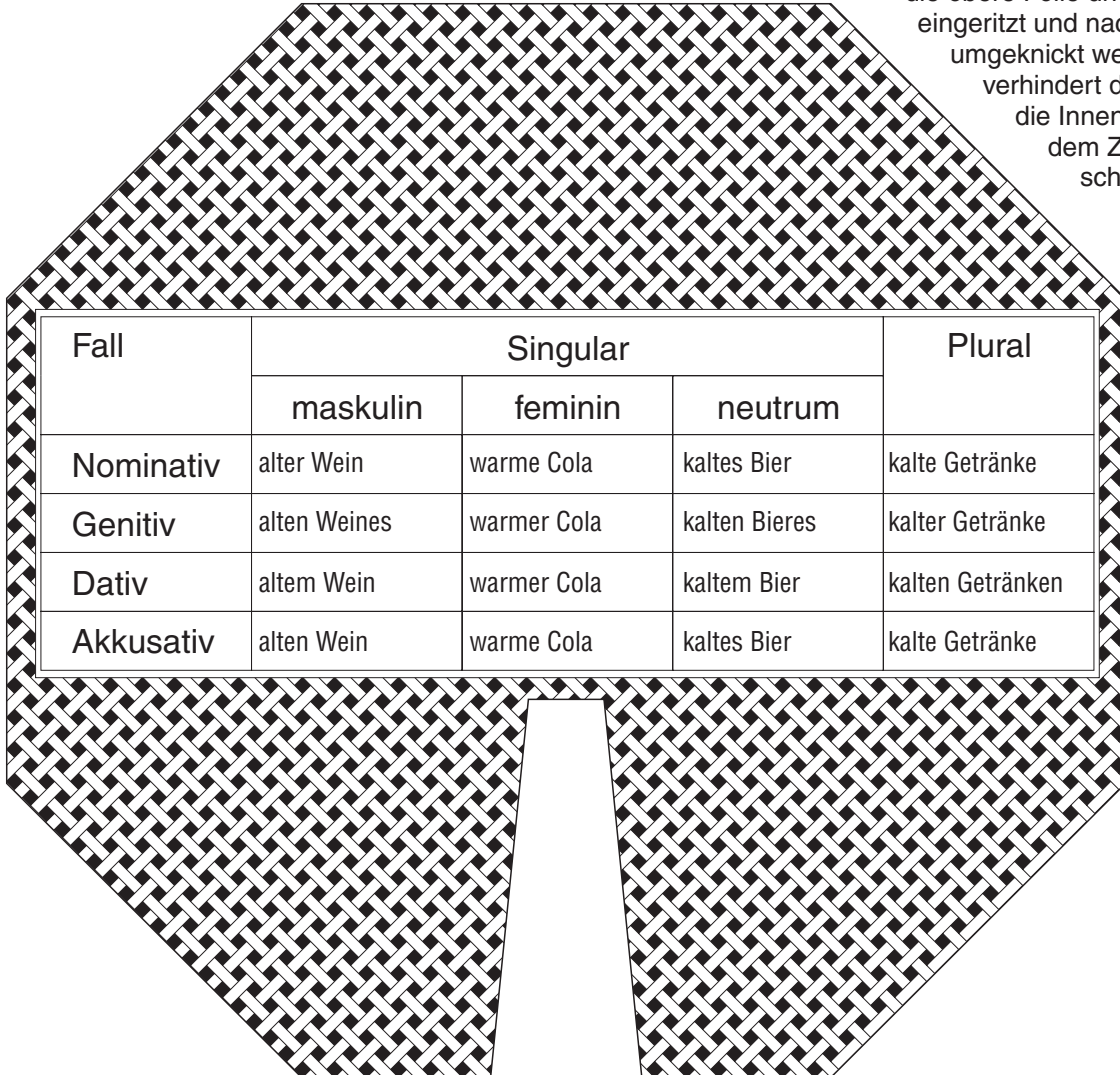 eingeritzt und
umgeknickt
verhindert
die
dem
Fall Singular Plural
maskulin feminin neutrum
Nominativ alter Wein warme Cola kaltes Bier kalte Getränke
Genitiv alten Weines warmer Cola kalten Bieres kalter Getränke
Dativ altem Wein warmer Cola kaltem Bier kalten Getränken
Akkusativ alten Wein warme Cola kaltes Bier kalte Getränke